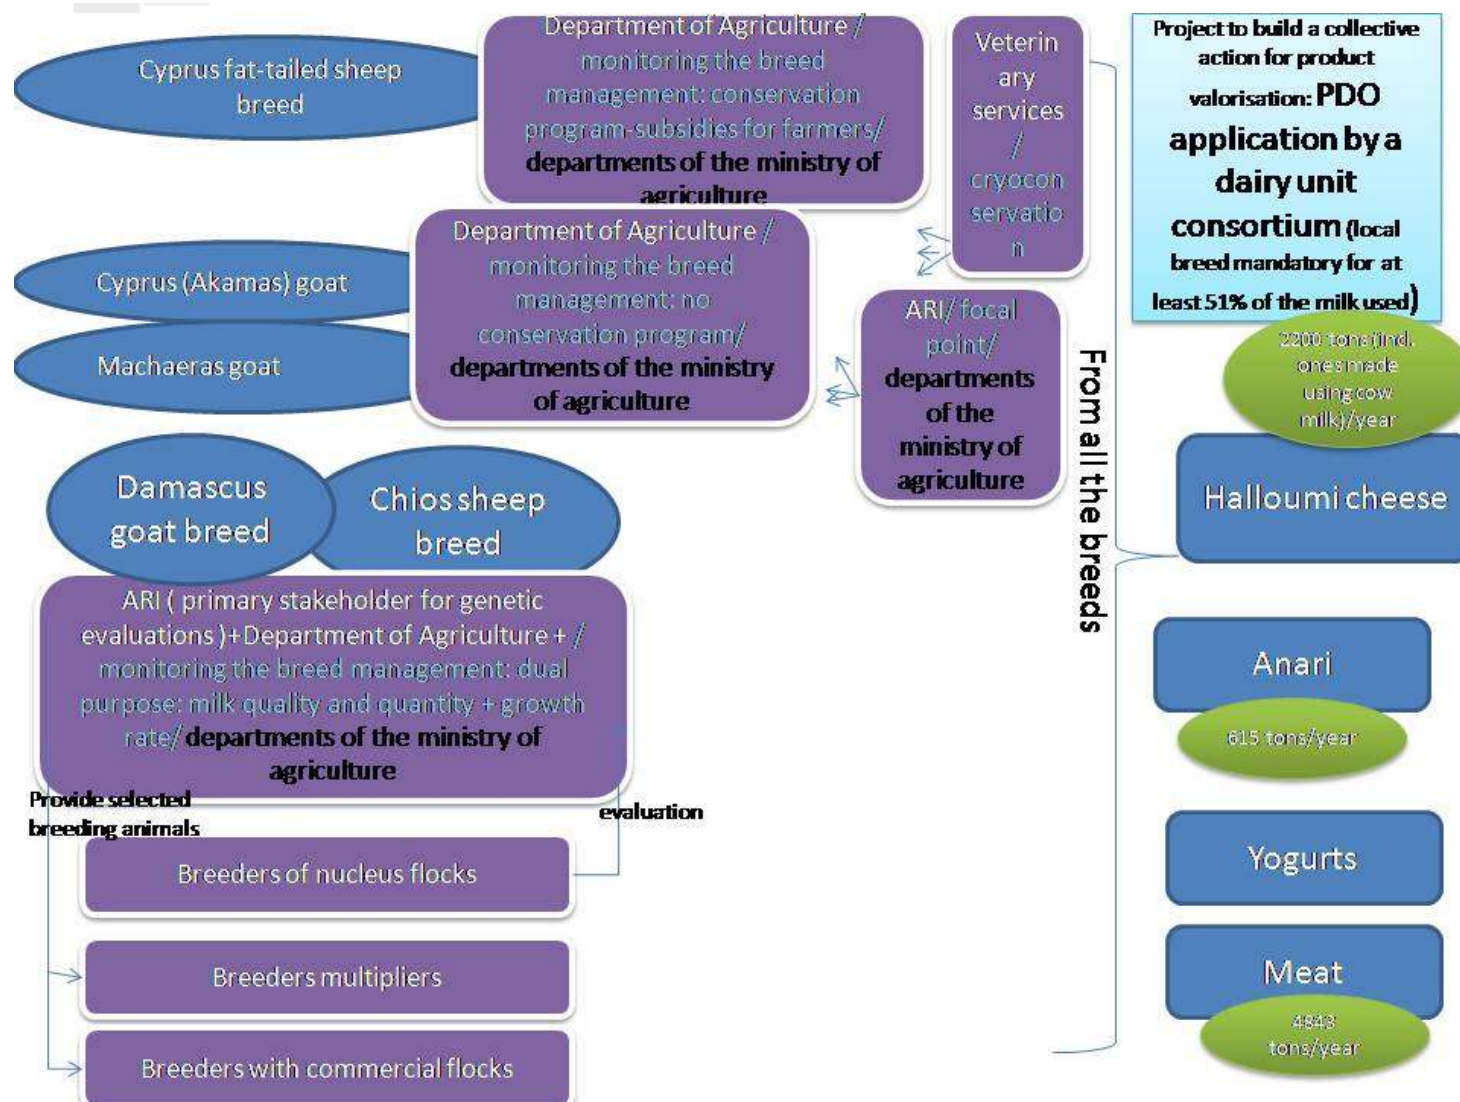 Cyprus fat-tailed sheep
breed
Department of Agriculture /
monitoring the breed
management: conservation
program-subsidies for farmers/
departments of the ministry of
agriculture
Veterin
ary
services
/
cryocon
servatio
n
Project to build a collective
action for product
valorisation: PDO
application by a
dairy unit
consortium (local
breed mandatory for at
least 51% of the milk used)
Cyprus (Akamas) goat
Machaeras goat
Department of Agriculture /
monitoring the breed
management: no
conservation program/
departments of the ministry
of agriculture
ARI/ focal
point/
departments
of the
ministry of
agriculture
From all the breeds
2200 tons (incl.
ones made
using cow
milk)/year
Halloumi cheese
Damascus
goat breed
Chios sheep
breed
ARI ( primary stakeholder for genetic
evaluations )+Department of Agriculture + /
monitoring the breed management: dual
purpose: milk quality and quantity + growth
rate/ departments of the ministry of
agriculture
Anari
615 tons/year
Provide selected
breeding animals
evaluation
Breeders of nucleus flocks
Yogurts
Breeders multipliers
Meat
4843
tons/year
Breeders with commercial flocks